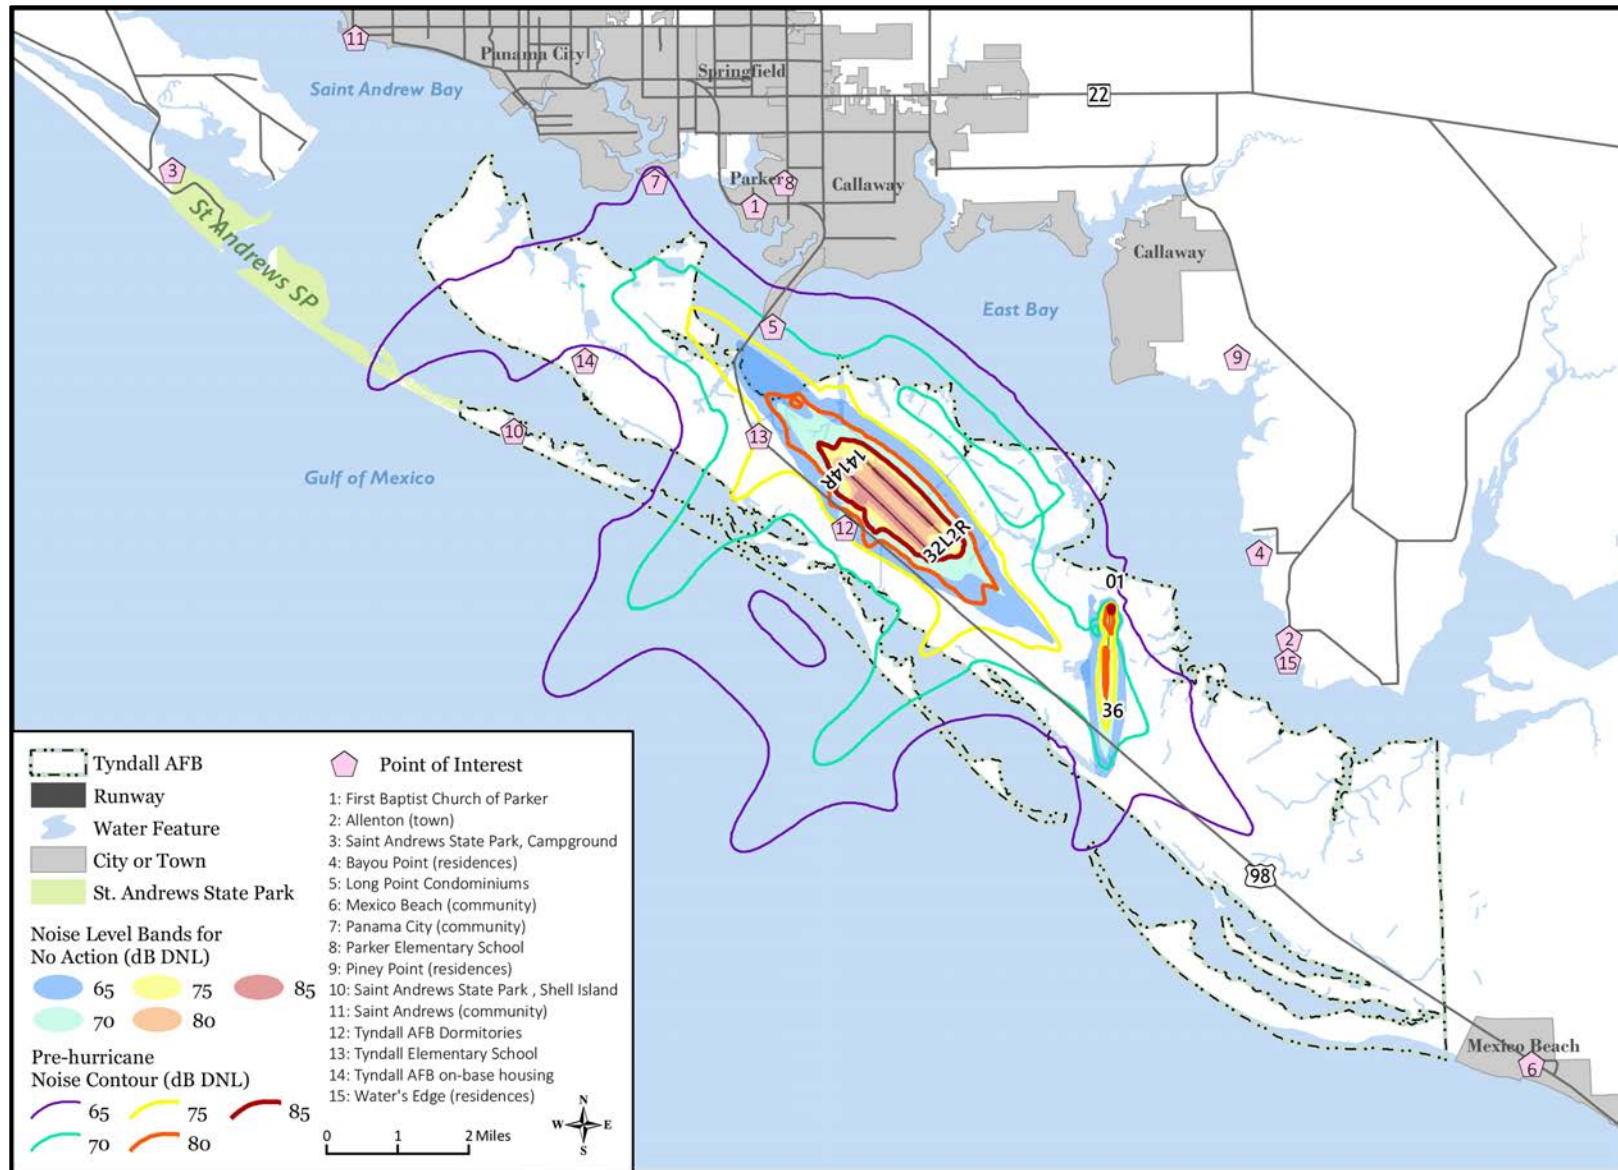 11
Panama City
Springfield
Saint Andrew Bay
22
3
7
Parker
8
Callaway
1
St Andrews SP
Callaway
5
East Bay
9
14
10
13
Gulf of Mexico
1414R
12
32L2R
4
01
2
15
36
98
Mexico Beach
6
Tyndall AFB
Runway
Water Feature
City or Town
St. Andrews State Park
Noise Level Bands for
No Action (dB DNL)
65 75 85
70 80
Pre-hurricane
Noise Contour (dB DNL)
65 75 85
70 80
Point of Interest
1: First Baptist Church of Parker
2: Allenton (town)
3: Saint Andrews State Park, Campground
4: Bayou Point (residences)
5: Long Point Condominiums
6: Mexico Beach (community)
7: Panama City (community)
8: Parker Elementary School
9: Piney Point (residences)
10: Saint Andrews State Park , Shell Island
11: Saint Andrews (community)
12: Tyndall AFB Dormitories
13: Tyndall Elementary School
14: Tyndall AFB on-base housing
15: Water's Edge (residences)
N
W E
S
0 1 2 Miles